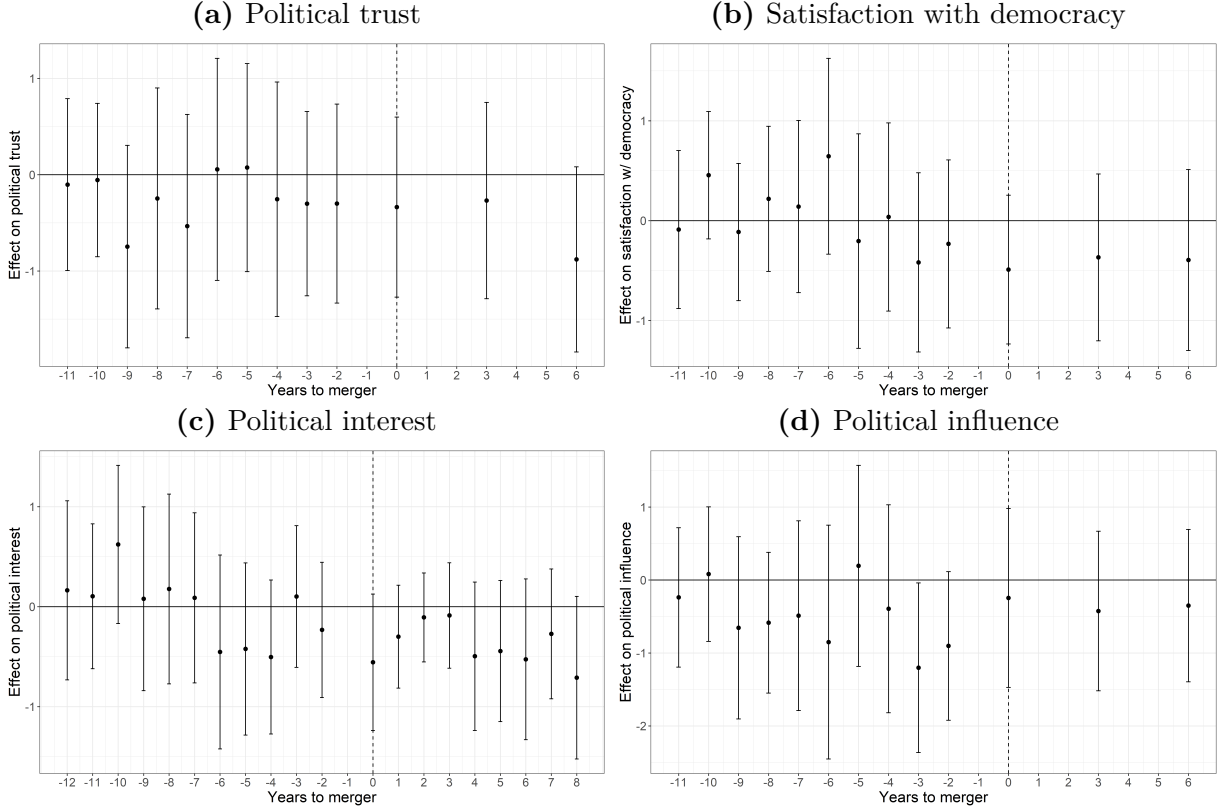 (a) Political trust
Effect on political trust
1
0
-1
-11 -10 -9 -8 -7 -6 -5 -4 -3 -2 -1 0 1 2 3 4 5 6
Years to merger
(b) Satisfaction with democracy
Effect on satisfaction w/ democracy
1
0
-1
-11 -10 -9 -8 -7 -6 -5 -4 -3 -2 -1 0 1 2 3 4 5 6
Years to merger
(c) Political interest
Effect on political interest
1
0
-1
-12 -11 -10 -9 -8 -7 -6 -5 -4 -3 -2 -1 0 1 2 3 4 5 6 7 8
Years to merger
(d) Political influence
Effect on political influence
1
0
-1
-2
-11 -10 -9 -8 -7 -6 -5 -4 -3 -2 -1 0 1 2 3 4 5 6
Years to merger